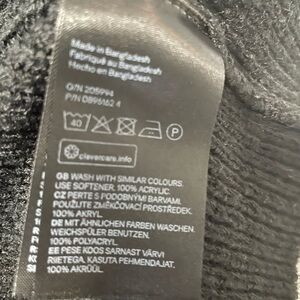 Made in Bangladesh
Fabriqué au Bangladesh
Hecho en Bangladesh
O/N 205994
P/N 0896162 4
40 P
clevercare.info
GB WASH WITH SIMILAR COLOURS.
USE SOFTENER. 100% ACRYLIC.
CZ PERTE S PODOBNÝMI BARVAMI.
POUŽIJTE ZMĚKČOVACÍ PROSTŘEDEK.
100% AKRYL.
DE MIT ÄHNLICHEN FARBEN WASCHEN.
WEICHSPÜLER BENUTZEN.
100% POLYACRYL.
EE PESE KOOS SARNAST VÄRVI
RIIETEGA. KASUTA PEHMENDAJAT.
100% AKRÜÜL.